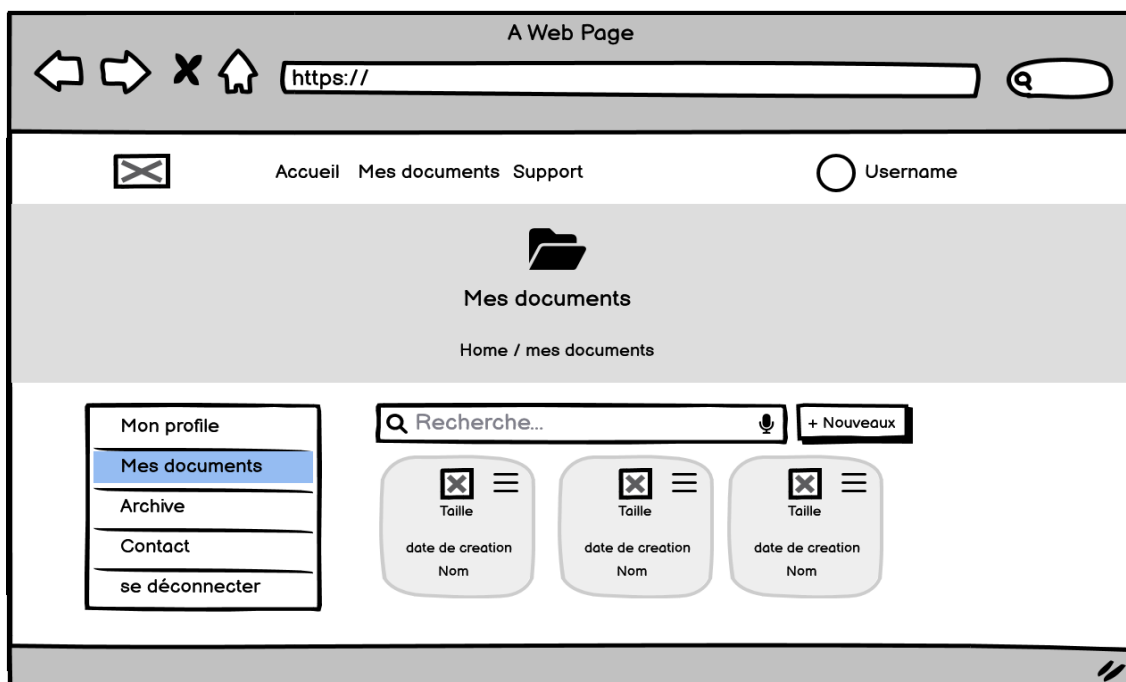 A Web Page
https://
Accueil Mes documents Support Username
Mes documents
Home / mes documents
Mon profile
Mes documents
Archive
Contact
se déconnecter
Recherche... + Nouveaux
Taille Taille Taille
date de creation date de creation date de creation
Nom Nom Nom